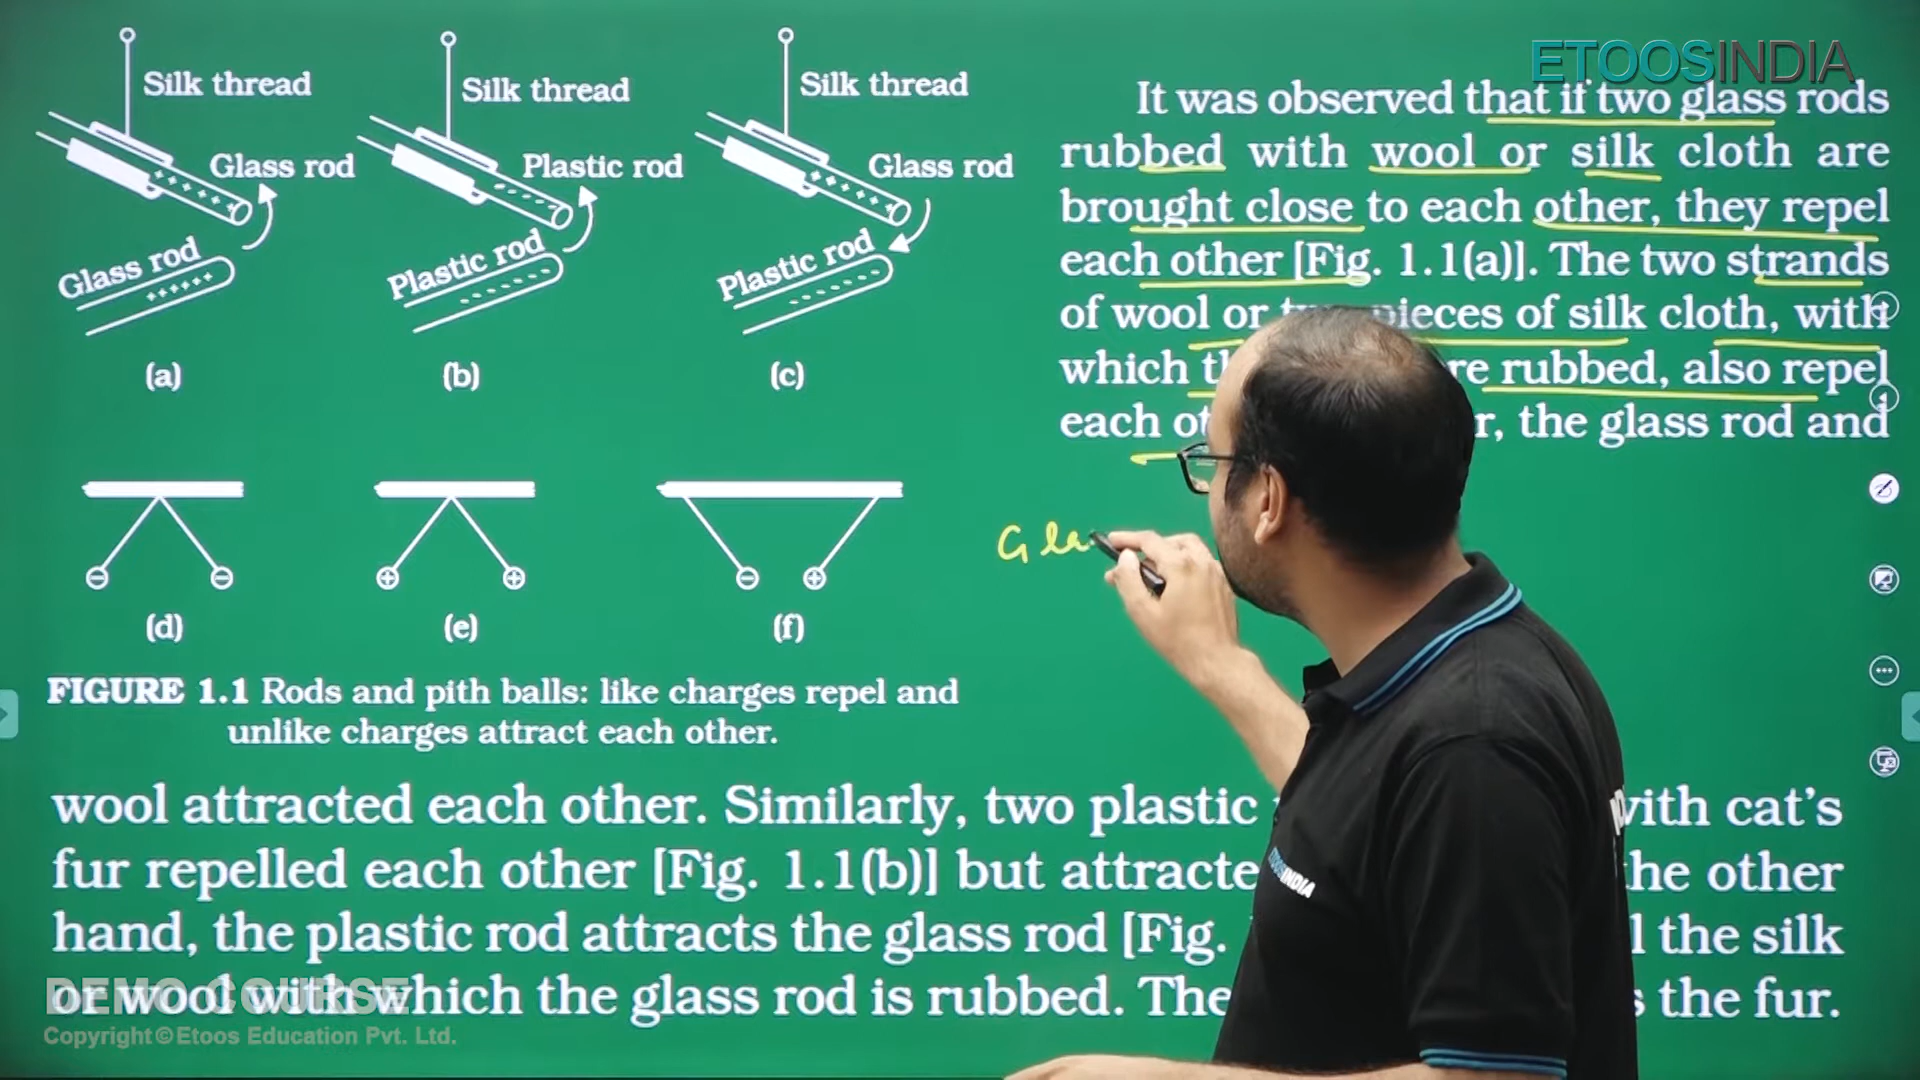 ETOOSINDIA
Silk thread
Silk thread
Silk thread
Glass rod
Plastic rod
Glass rod
Glass rod
Plastic rod
Plastic rod
(a)
(b)
(c)
(d)
(e)
(f)
FIGURE 1.1 Rods and pith balls: like charges repel and
unlike charges attract each other.
It was observed that if two glass rods
rubbed with wool or silk cloth are
brought close to each other, they repel
each other [Fig. 1.1(a)]. The two strands
of wool or pieces of silk cloth, with
which rubbed, also repel
each the glass rod and
Gla
wool attracted each other. Similarly, two plastic with cat's
fur repelled each other [Fig. 1.1(b)] but the other
hand, the plastic rod attracts the glass rod [Fig. the silk
or wool with which the glass rod is rubbed. the fur.
DEMO COURSE
Copyright © Etoos Education Pvt. Ltd.
ETOOSINDIA